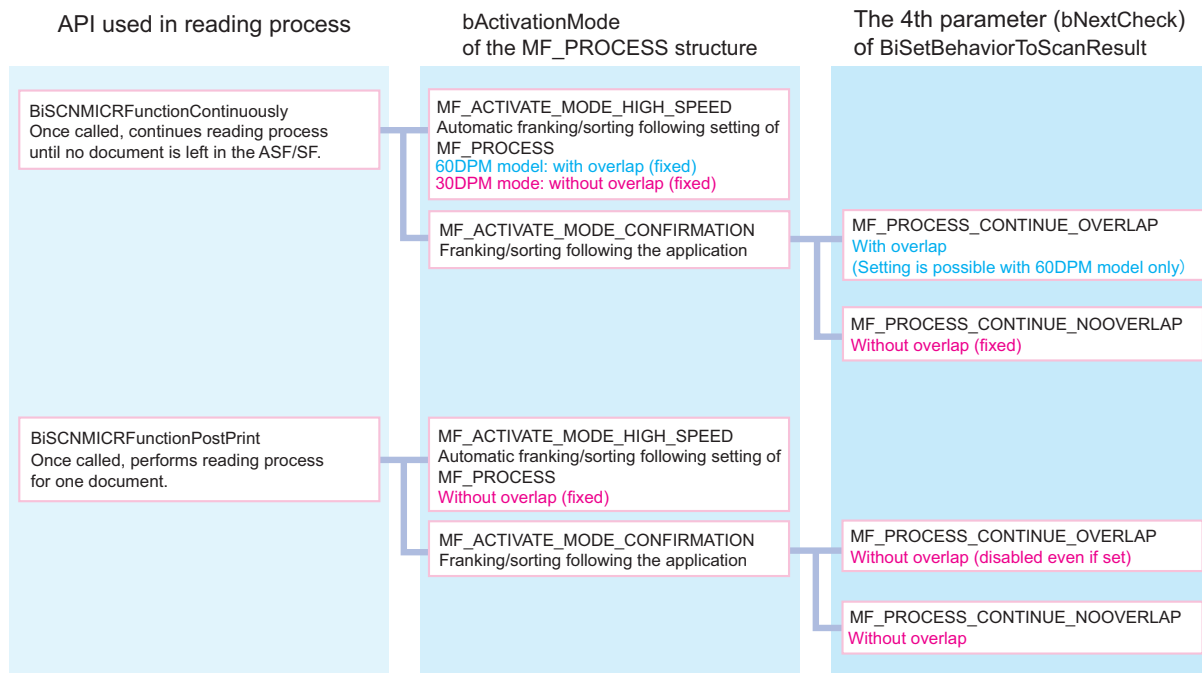 API used in reading process
bActivationMode
of the MF_PROCESS structure
The 4th parameter (bNextCheck)
of BiSetBehaviorToScanResult
BiSCNMICRFunctionContinuously
Once called, continues reading process
until no document is left in the ASF/SF.
MF_ACTIVATE_MODE_HIGH_SPEED
Automatic franking/sorting following setting of
MF_PROCESS
60DPM model: with overlap (fixed)
30DPM mode: without overlap (fixed)
MF_ACTIVATE_MODE_CONFIRMATION
Franking/sorting following the application
MF_PROCESS_CONTINUE_OVERLAP
With overlap
(Setting is possible with 60DPM model only)
MF_PROCESS_CONTINUE_NOOVERLAP
Without overlap (fixed)
BiSCNMICRFunctionPostPrint
Once called, performs reading process
for one document.
MF_ACTIVATE_MODE_HIGH_SPEED
Automatic franking/sorting following setting of
MF_PROCESS
Without overlap (fixed)
MF_ACTIVATE_MODE_CONFIRMATION
Franking/sorting following the application
MF_PROCESS_CONTINUE_OVERLAP
Without overlap (disabled even if set)
MF_PROCESS_CONTINUE_NOOVERLAP
Without overlap